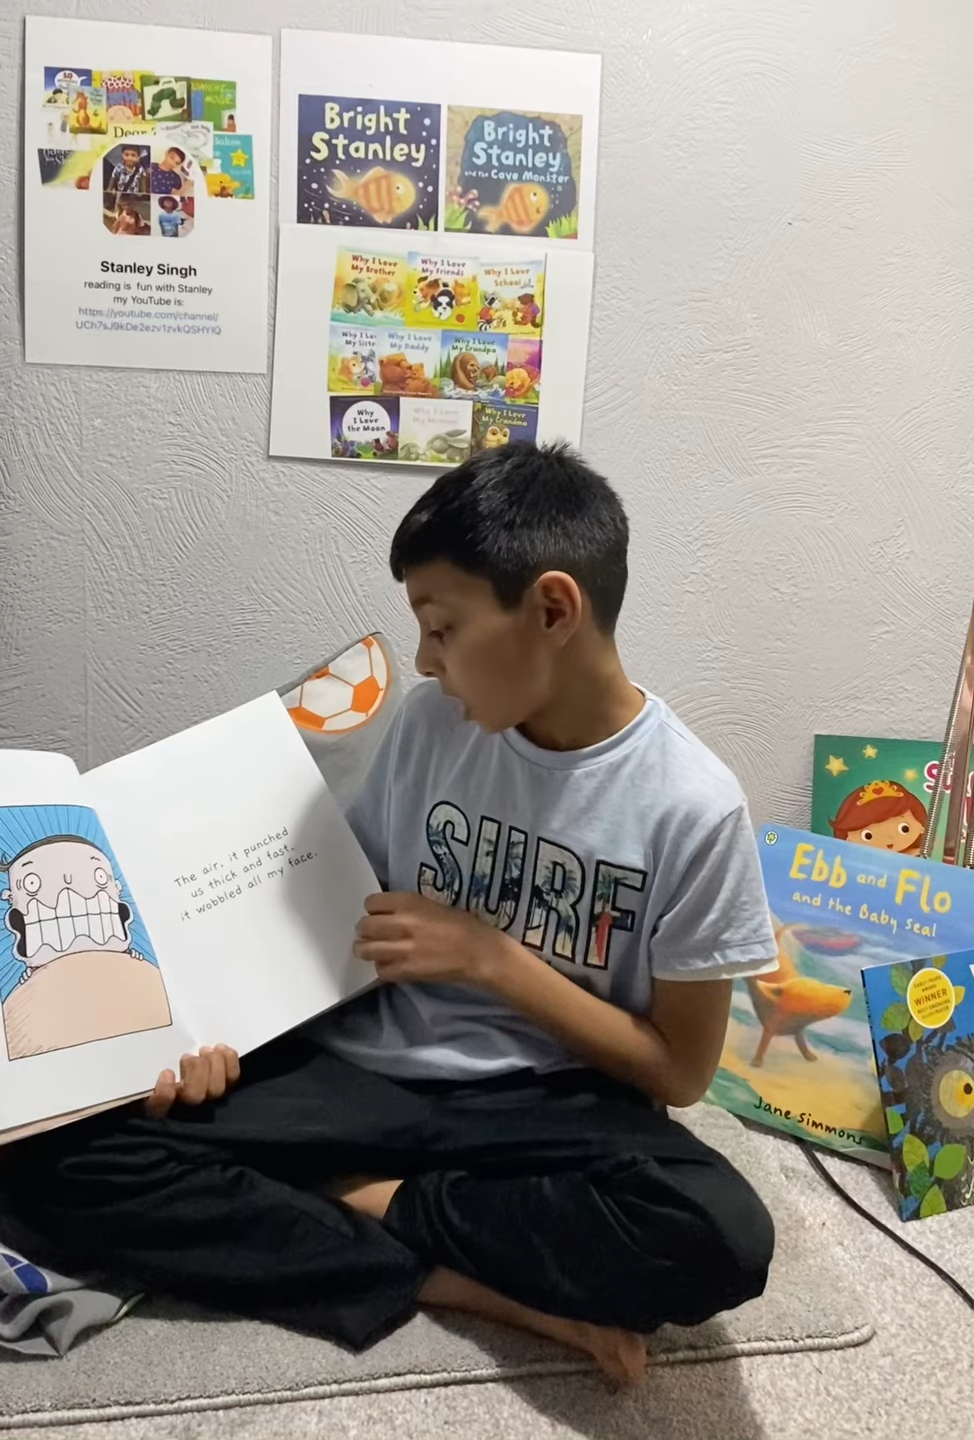 Bright
Stanley
Bright
Stanley
and the Cave Monster
Stanley Singh
reading is fun with Stanley
my YouTube is:
https://youtube.com/channel/
UCh7sJ9kDe2ezv1zvkQSHYIQ
Why I Love
My Brother
Why I Love
My Friends
Why I Love
School
My Daddy
Why I Love
My Grandpa
Why
I Love
the Moon
Why I Love
My Grandma
The air, it punched
us thick and fast,
it wobbled all my face.
SURF
Ebb and Flo
and the Baby Seal
WINNER
Jane Simmons